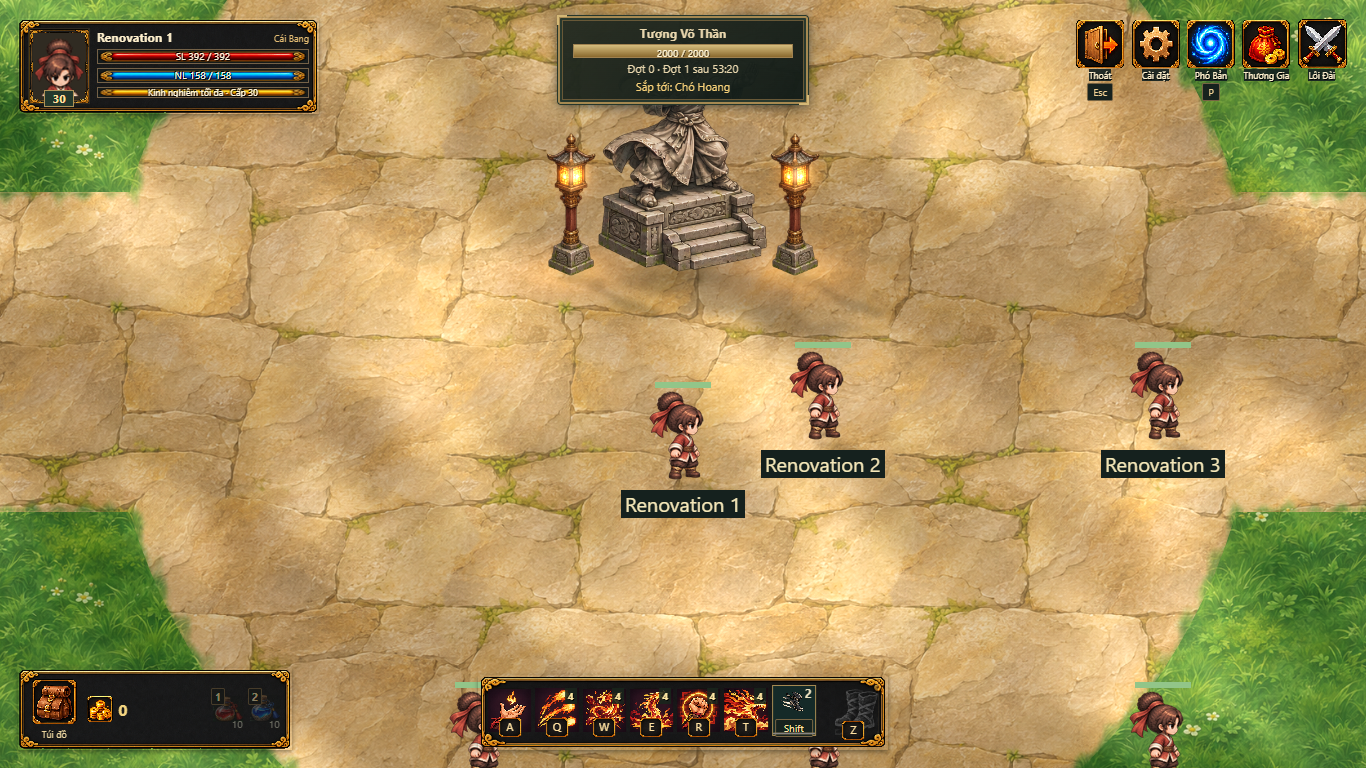 Renovation 1
Cái Bang
SL 392 / 392
NL 158 / 158
Kinh nghiệm tối đa - Cấp 30
30
Tượng Võ Thần
2000 / 2000
Đợt 0 - Đợt 1 sau 53:20
Sắp tới: Chó Hoang
Thoát
Cài đặt
Phó Bản
Thương Gia
Lôi Đài
Esc
P
Renovation 2
Renovation 3
Renovation 1
Túi đồ
0
1
10
2
10
A
4
Q
4
W
4
E
4
R
4
T
2
Shift
Z